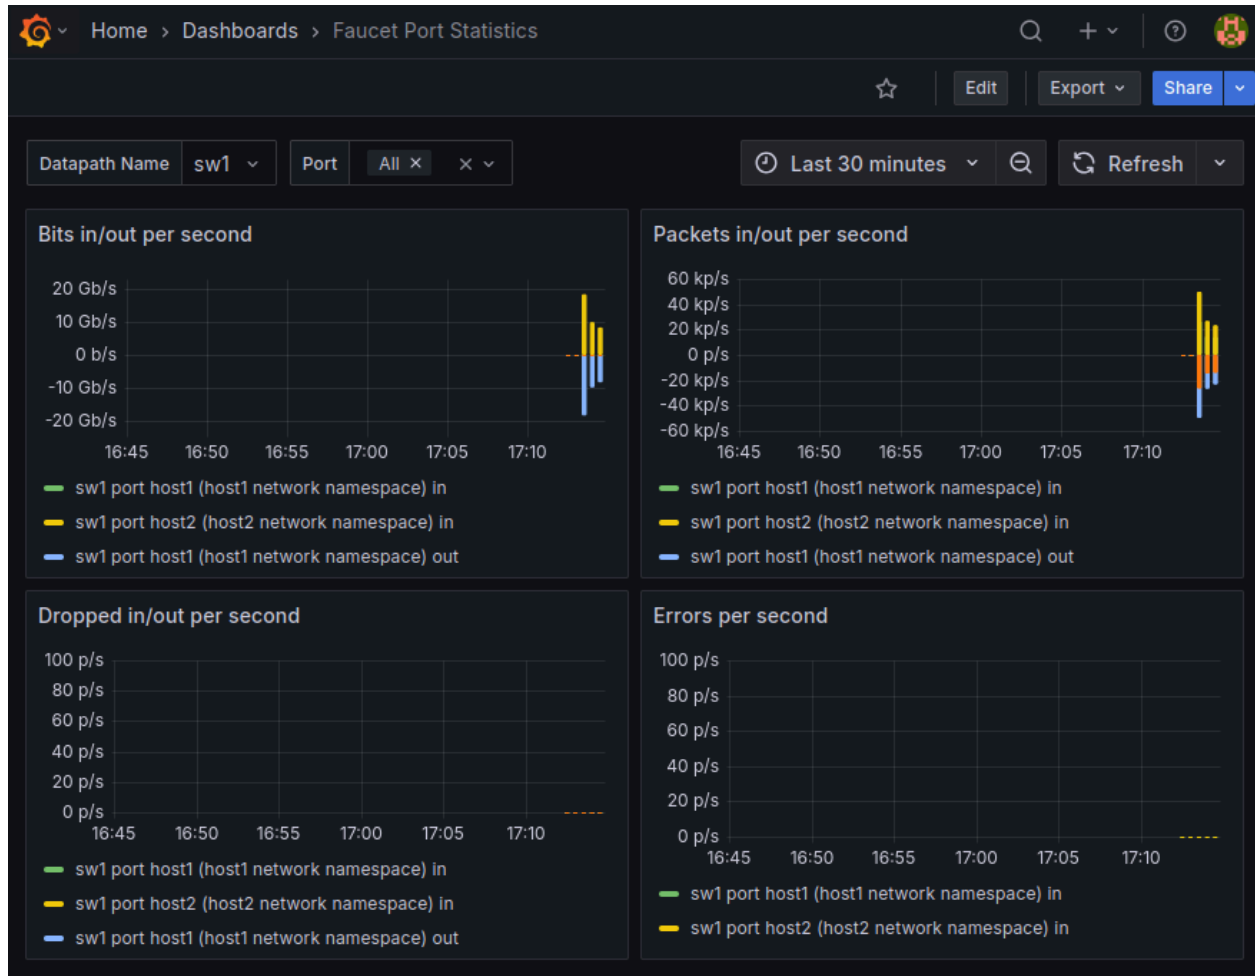 Home › Dashboards › Faucet Port Statistics
Edit Export Share
Datapath Name sw1 Port All × Last 30 minutes Refresh
Bits in/out per second
20 Gb/s
10 Gb/s
0 b/s
-10 Gb/s
-20 Gb/s
16:45 16:50 16:55 17:00 17:05 17:10
sw1 port host1 (host1 network namespace) in
sw1 port host2 (host2 network namespace) in
sw1 port host1 (host1 network namespace) out
Packets in/out per second
60 kp/s
40 kp/s
20 kp/s
0 p/s
-20 kp/s
-40 kp/s
-60 kp/s
16:45 16:50 16:55 17:00 17:05 17:10
sw1 port host1 (host1 network namespace) in
sw1 port host2 (host2 network namespace) in
sw1 port host1 (host1 network namespace) out
Dropped in/out per second
100 p/s
80 p/s
60 p/s
40 p/s
20 p/s
0 p/s
16:45 16:50 16:55 17:00 17:05 17:10
sw1 port host1 (host1 network namespace) in
sw1 port host2 (host2 network namespace) in
sw1 port host1 (host1 network namespace) out
Errors per second
100 p/s
80 p/s
60 p/s
40 p/s
20 p/s
0 p/s
16:45 16:50 16:55 17:00 17:05 17:10
sw1 port host1 (host1 network namespace) in
sw1 port host2 (host2 network namespace) in